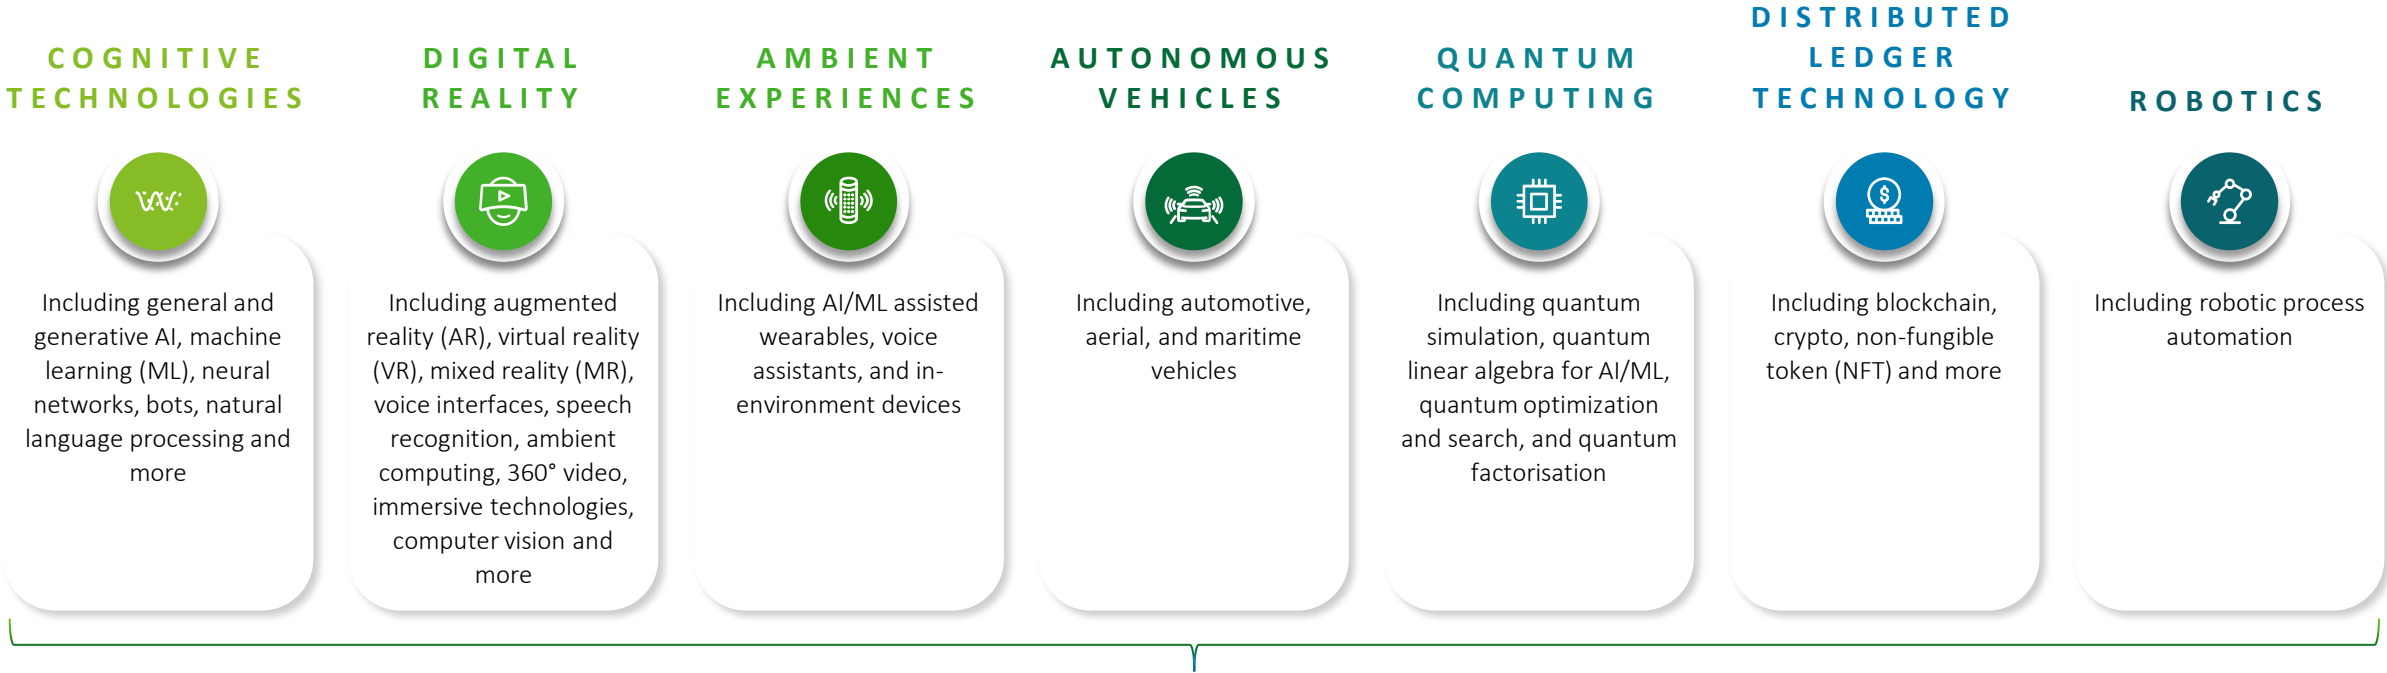 COGNITIVE
TECHNOLOGIES
DIGITAL
REALITY
AMBIENT
EXPERIENCES
AUTONOMOUS
VEHICLES
QUANTUM
COMPUTING
DISTRIBUTED
LEDGER
TECHNOLOGY
ROBOTICS
$
Including general and
generative AI, machine
learning (ML), neural
networks, bots, natural
language processing and
more
Including augmented
reality (AR), virtual reality
(VR), mixed reality (MR),
voice interfaces, speech
recognition, ambient
computing, 360° video,
immersive technologies,
computer vision and
more
Including AI/ML assisted
wearables, voice
assistants, and in-
environment devices
Including automotive,
aerial, and maritime
vehicles
Including quantum
simulation, quantum
linear algebra for AI/ML,
quantum optimization
and search, and quantum
factorisation
Including blockchain,
crypto, non-fungible
token (NFT) and more
Including robotic process
automation